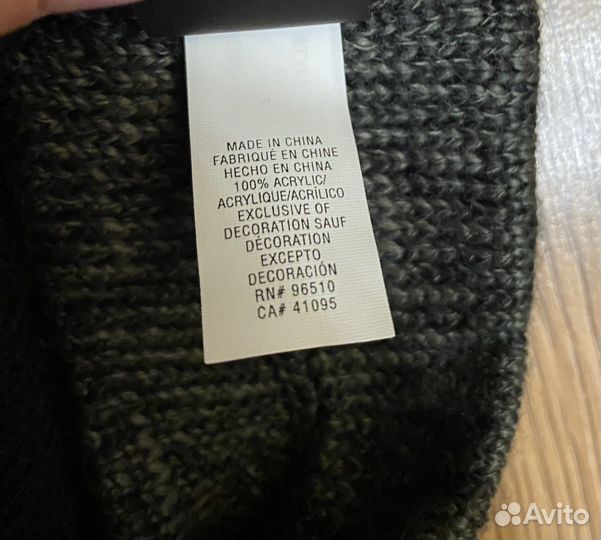 MADE IN CHINA
FABRIQUÉ EN CHINE
HECHO EN CHINA
100% ACRYLIC/
ACRYLIQUE/ACRÍLICO
EXCLUSIVE OF
DECORATION SAUF
DÉCORATION
EXCEPTO
DECORACIÓN
RN# 96510
CA# 41095
Avito